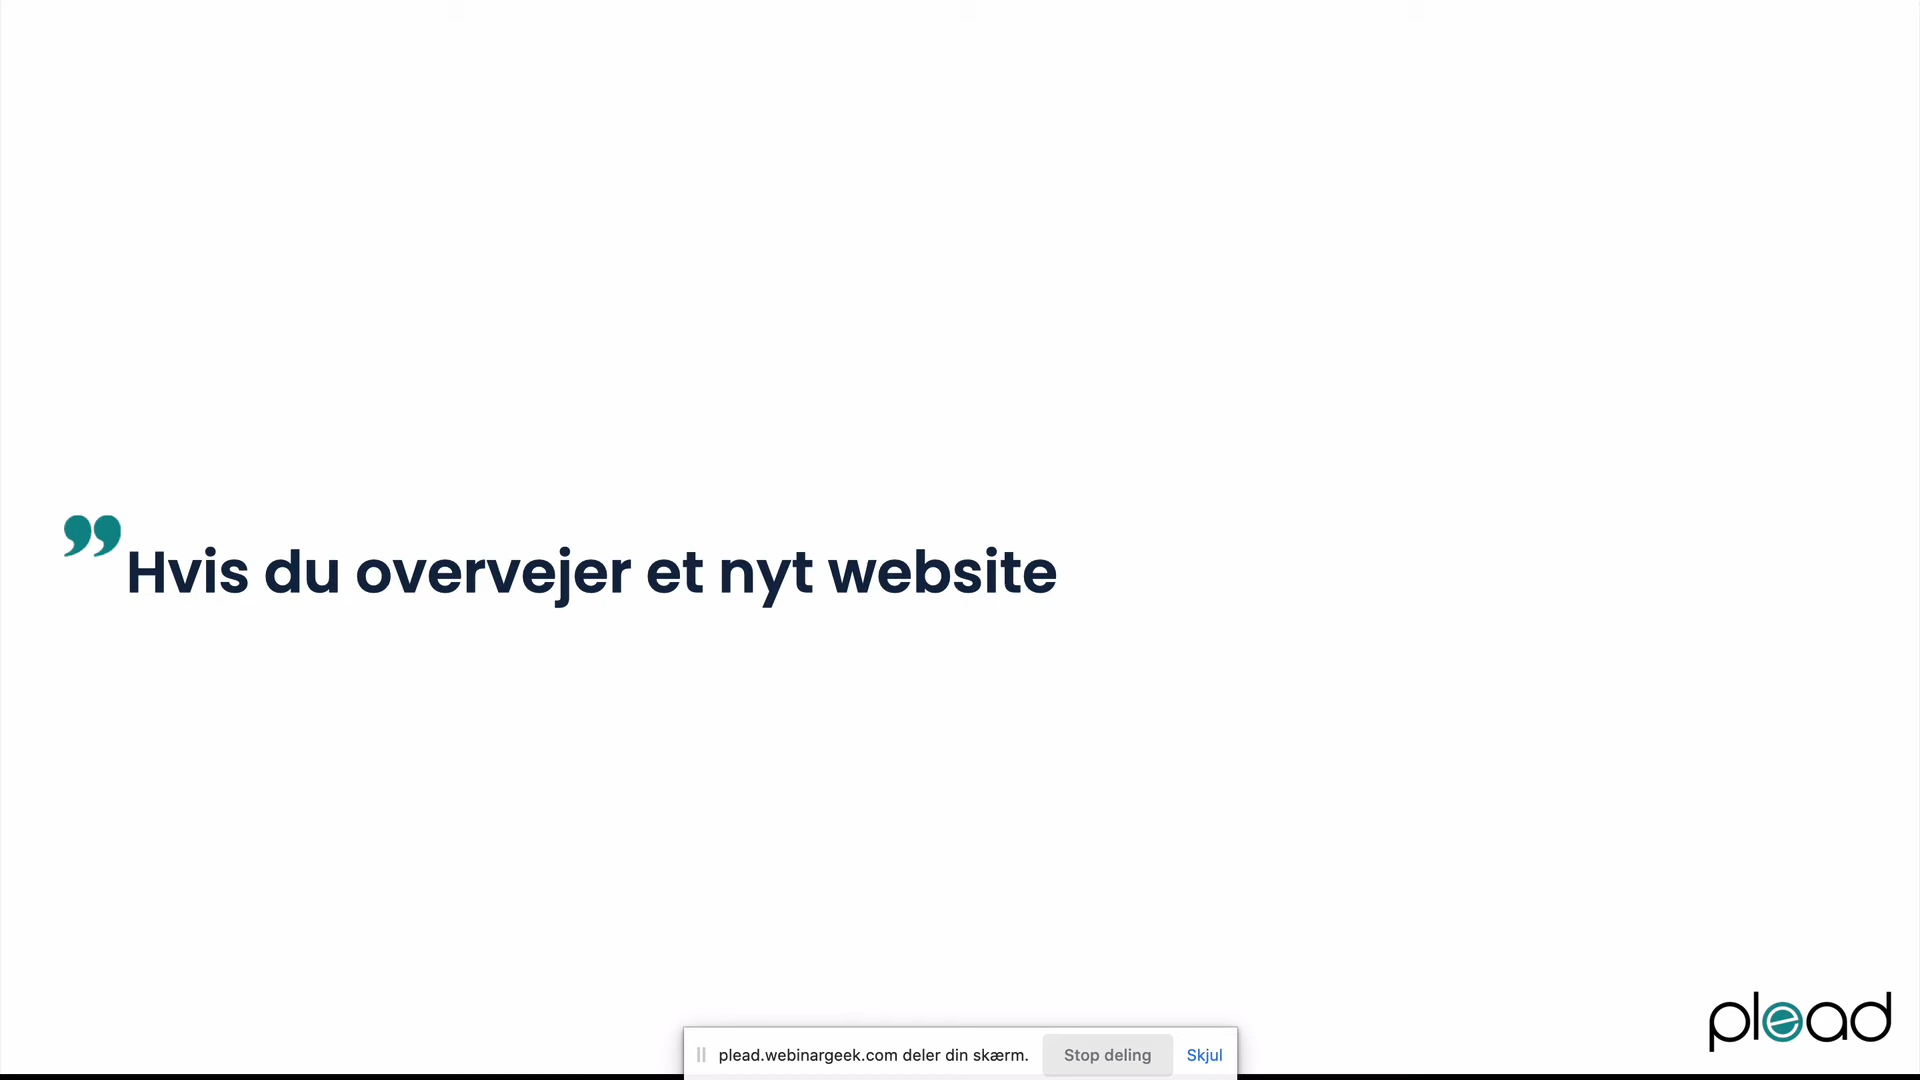 ” Hvis du overvejer et nyt website
plead
plead.webinargeek.com deler din skærm. Stop deling Skjul